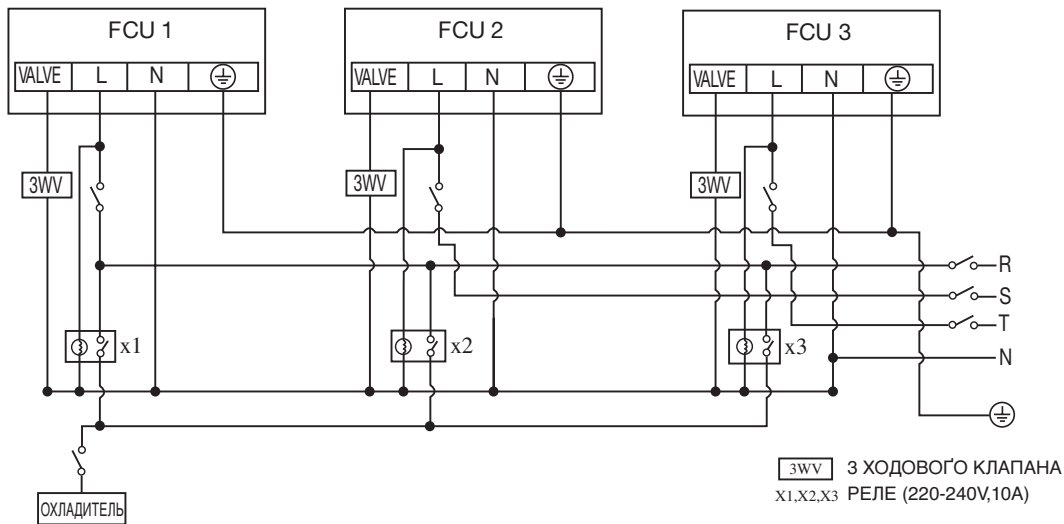 FCU 1
FCU 2
FCU 3
VALVE L N
VALVE L N
VALVE L N
3WV
3WV
3WV
R
S
T
x1
x2
x3
N
3WV 3 ХОДОВОГО КЛАПАНА
X1,X2,X3 РЕЛЕ (220-240V,10A)
ОХЛАДИТЕЛЬ